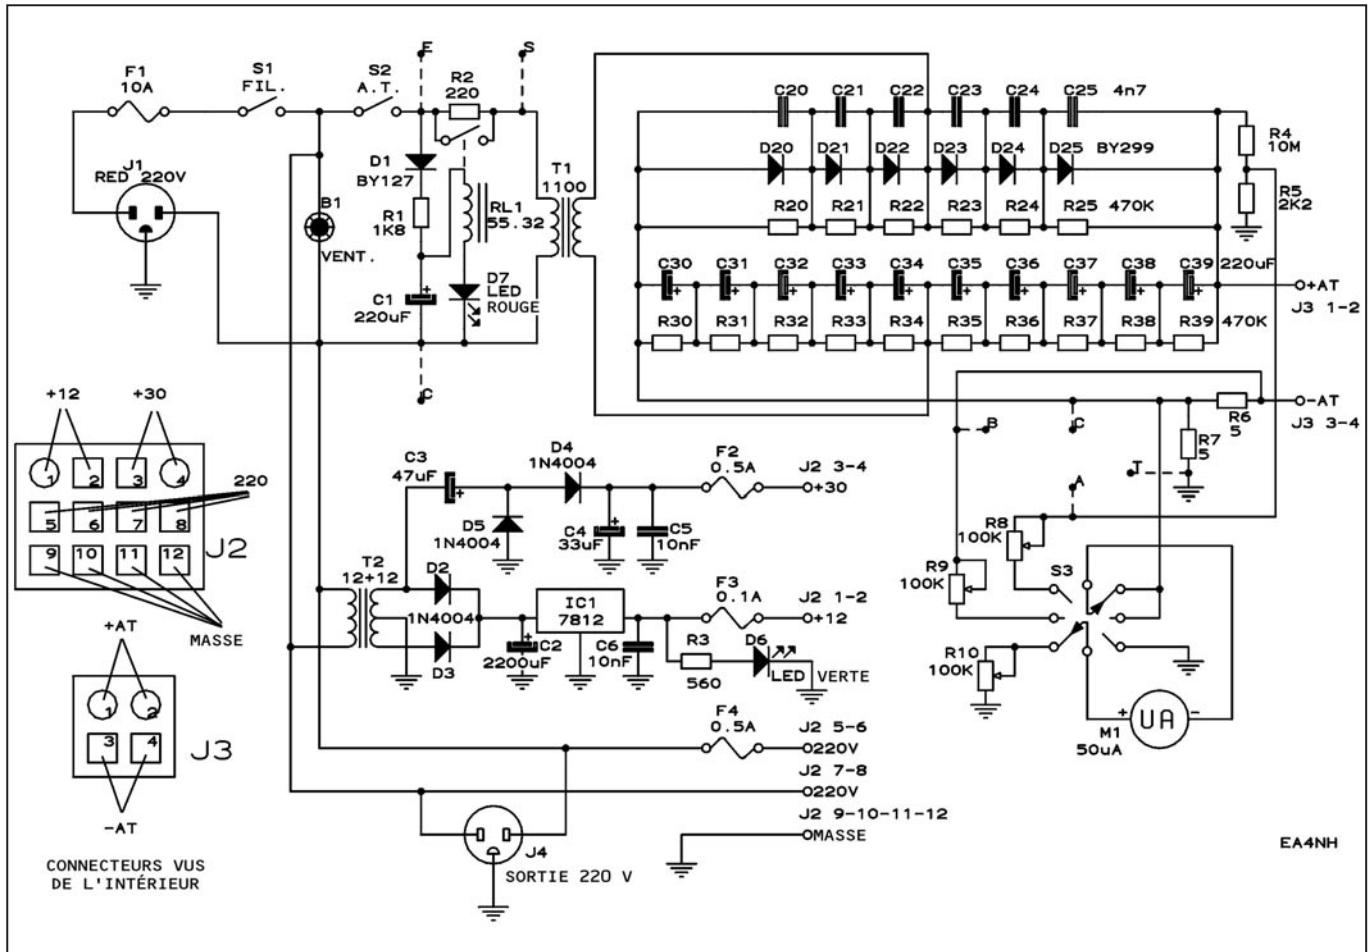 F1
10A
S1
FIL.
S2
A.T.
E
R2
220
S
J1
RED 220V
B1
VENT.
D1
BY127
R1
1K8
RL1
55.32
C1
+
220uF
D7
LED
ROUGE
C
T1
1100
C20 C21 C22 C23 C24 C25 4n7
D20 D21 D22 D23 D24 D25 BY299
R20 R21 R22 R23 R24 R25 470K
C30 C31 C32 C33 C34 C35 C36 C37 C38 C39 220uF
+ + + + + + + + + +
R30 R31 R32 R33 R34 R35 R36 R37 R38 R39 470K
R4
10M
R5
2K2
+AT
J3 1-2
-AT
J3 3-4
R6
5
R7
5
B
C
T
A
R8
100K
R9
100K
R10
100K
S3
+ UA -
M1
50uA
+12 +30
1 2 3 4
220
5 6 7 8
9 10 11 12
J2
MASSE
+AT
1 2
3 4
J3
-AT
CONNECTEURS VUS
DE L'INTÉRIEUR
C3
47uF
+
D4
1N4004
D5
1N4004
C4
+
33uF
C5
10nF
F2
0.5A
J2 3-4
+30
T2
12+12
D2
1N4004
D3
+
C2
2200uF
IC1
7812
C6
10nF
F3
0.1A
J2 1-2
+12
R3
560
D6
LED VERTE
F4
0.5A
J2 5-6
220V
J2 7-8
220V
J2 9-10-11-12
MASSE
J4
SORTIE 220 V
EA4NH